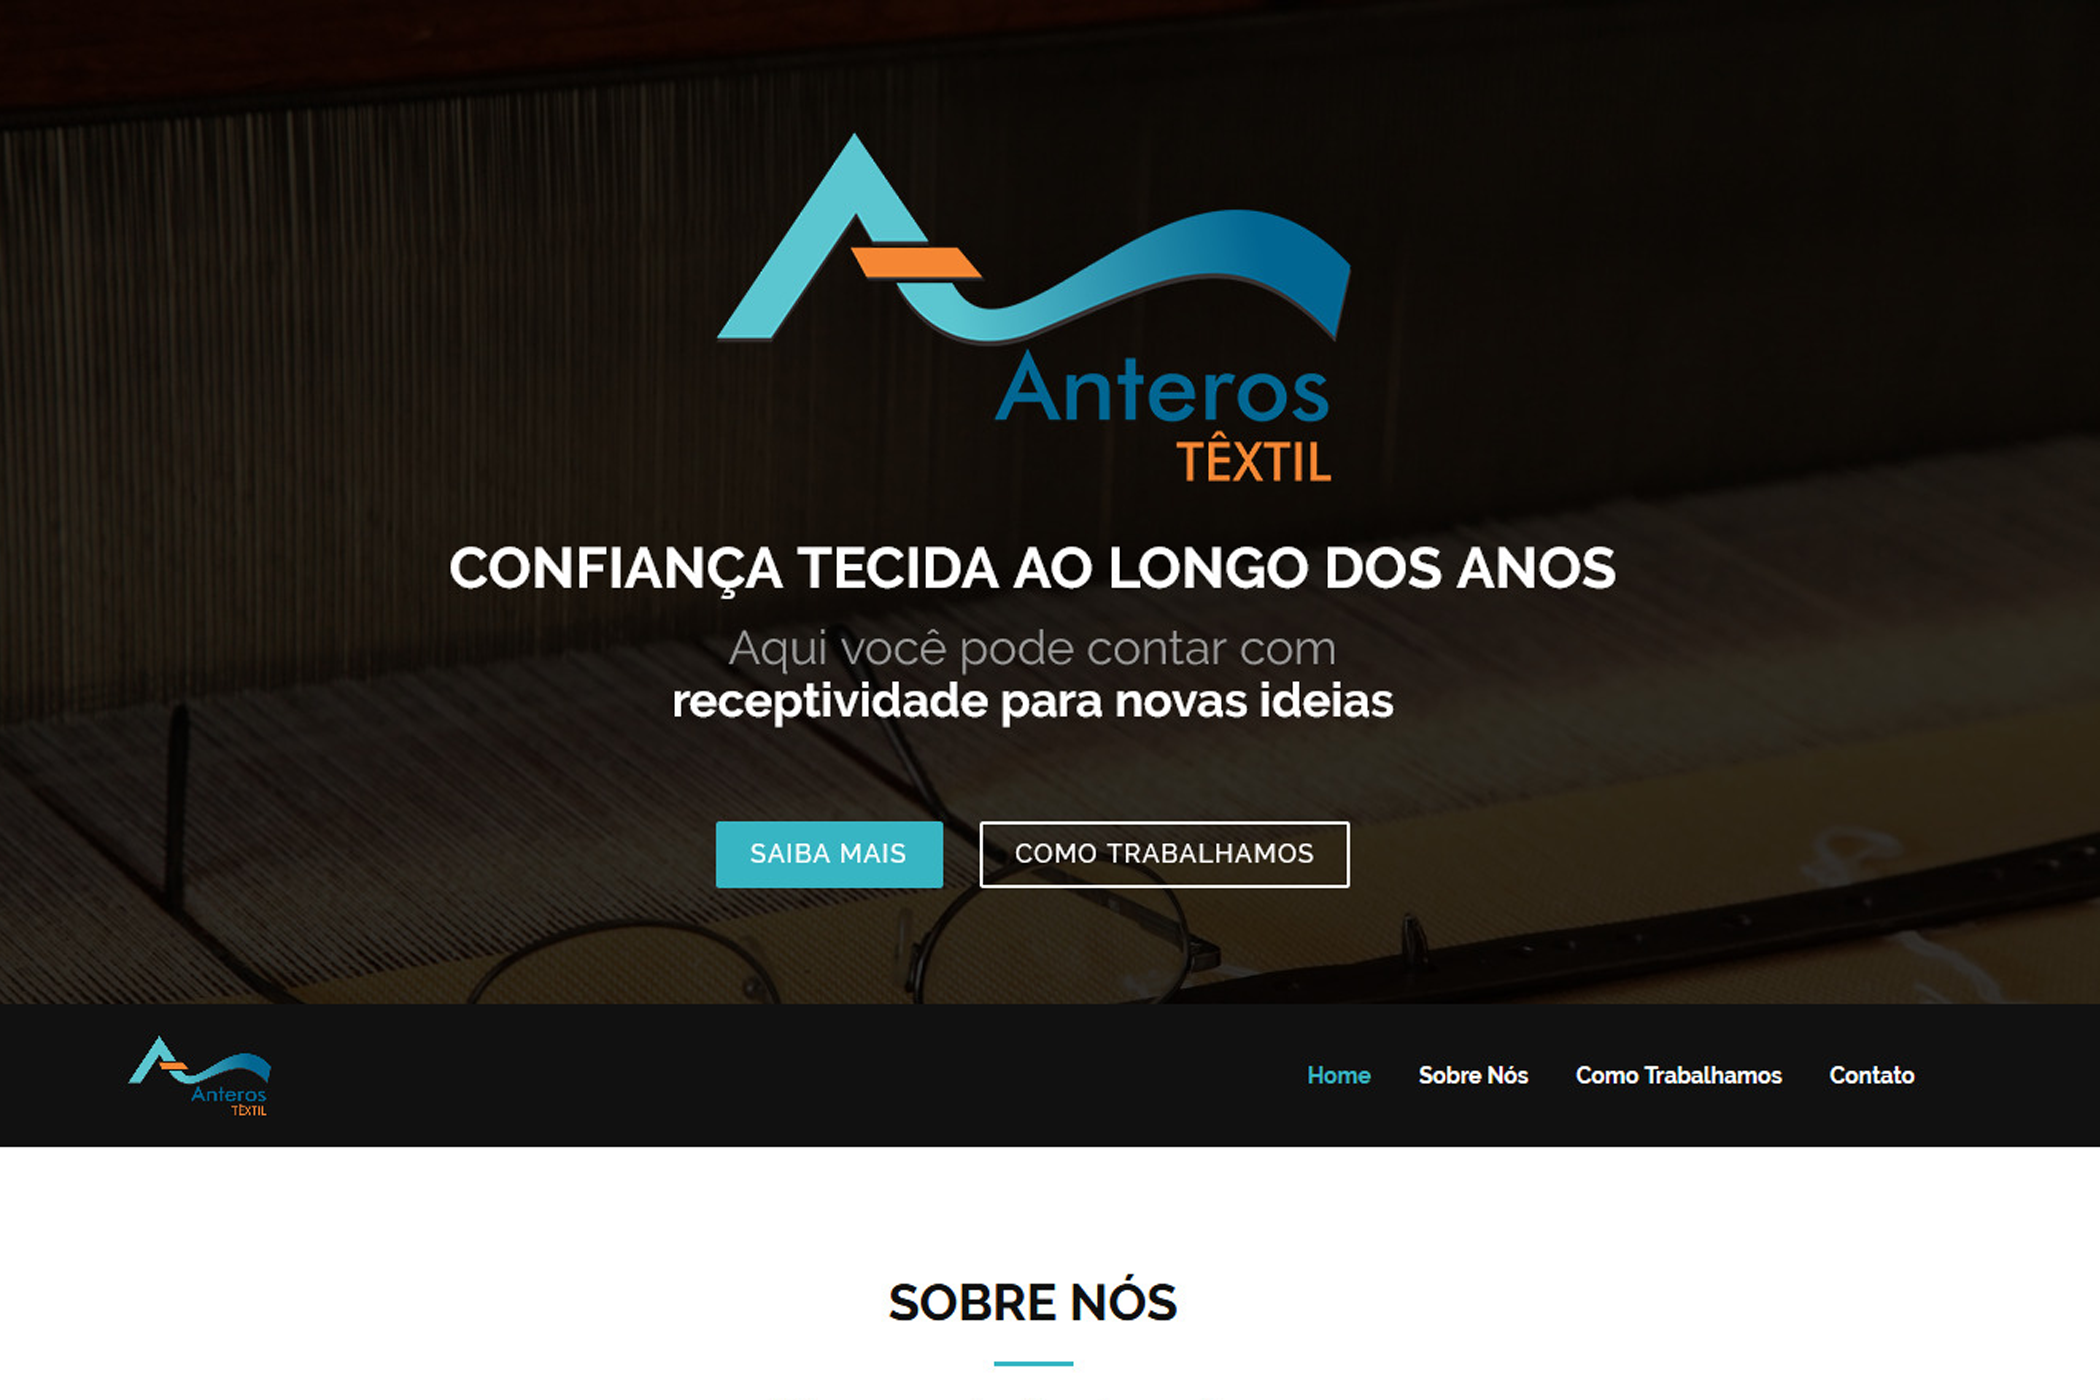 Anteros
TÊXTIL
CONFIANÇA TECIDA AO LONGO DOS ANOS
Aqui você pode contar com
receptividade para novas ideias
SAIBA MAIS
COMO TRABALHAMOS
Anteros
TÊXTIL
Home
Sobre Nós
Como Trabalhamos
Contato
SOBRE NÓS